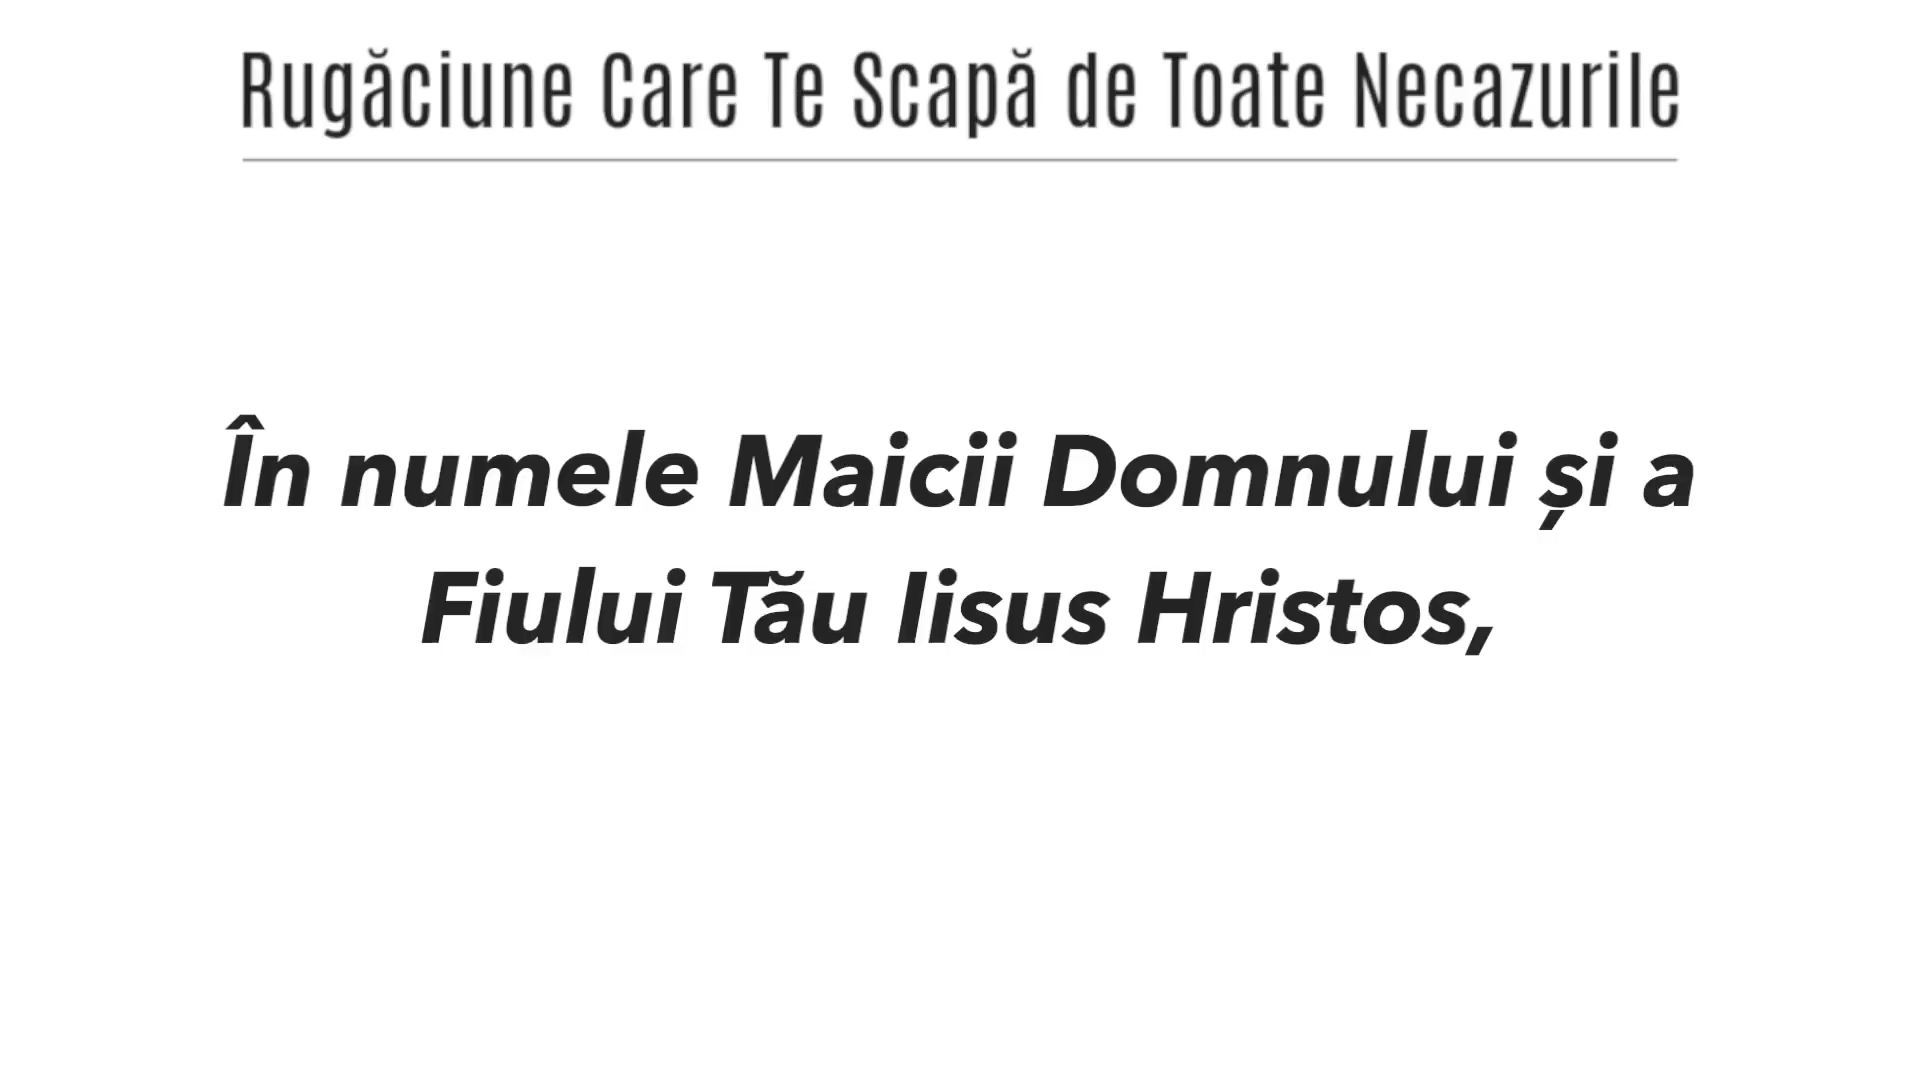 Rugăciune Care Te Scapă de Toate Necazurile
În numele Maicii Domnului și a
Fiului Tău Iisus Hristos,